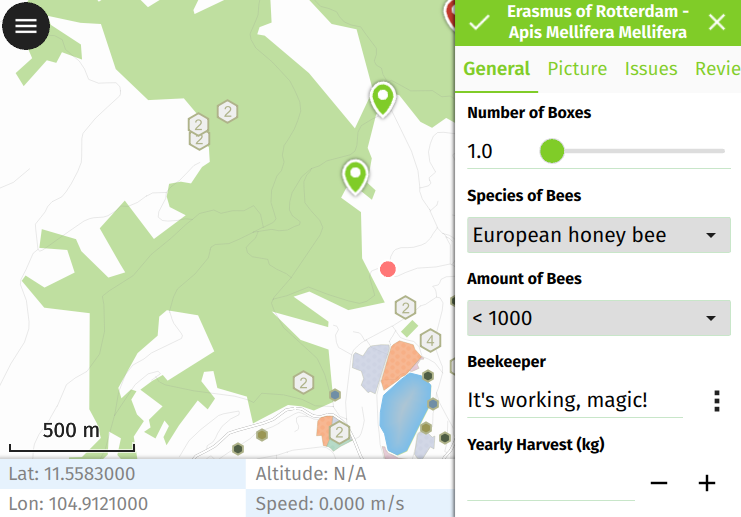 Erasmus of Rotterdam -
Apis Mellifera Mellifera
General Picture Issues Revie
Number of Boxes
1.0
Species of Bees
European honey bee
Amount of Bees
< 1000
Beekeeper
It's working, magic!
Yearly Harvest (kg)
2
2
2
2
4
2
2
500 m
Lat: 11.5583000
Altitude: N/A
Lon: 104.9121000
Speed: 0.000 m/s